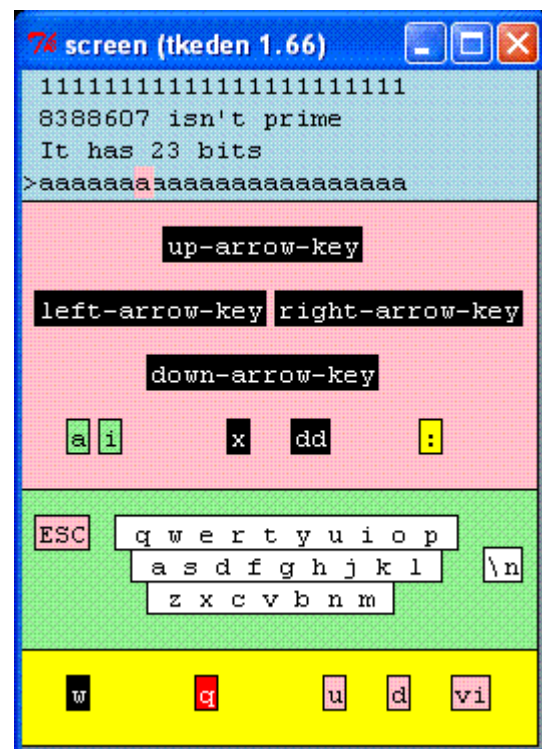 Tk screen (tkeden 1.66)
11111111111111111111111
8388607 isn't prime
It has 23 bits
>aaaaaaaaaaaaaaaaaaaaaaa
up-arrow-key
left-arrow-key right-arrow-key
down-arrow-key
a i x dd :
ESC q w e r t y u i o p
a s d f g h j k l \n
z x c v b n m
w q u d vi